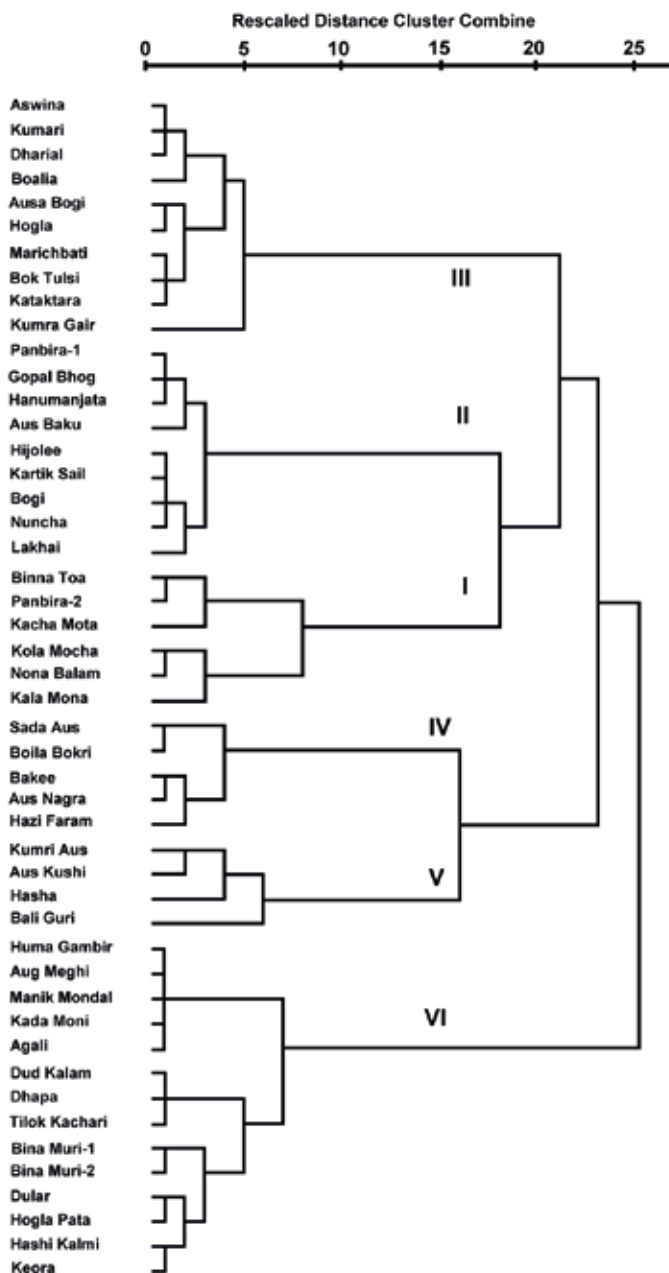 Rescaled Distance Cluster Combine
0 5 10 15 20 25
Aswina
Kumari
Dharial
Boalia
Ausa Bogi
Hogla
Marichbati
Bok Tulsi
III
Kataktara
Kumra Gair
Panbira-1
Gopal Bhog
Hanumanjata
II
Aus Baku
Hijolee
Kartik Sail
Bogi
Nuncha
Lakhai
Binna Toa
I
Panbira-2
Kacha Mota
Kola Mocha
Nona Balam
Kala Mona
Sada Aus
IV
Boila Bokri
Bakee
Aus Nagra
Hazi Faram
Kumri Aus
Aus Kushi
V
Hasha
Bali Guri
Huma Gambir
Aug Meghi
Manik Mondal
VI
Kada Moni
Agali
Dud Kalam
Dhapa
Tilok Kachari
Bina Muri-1
Bina Muri-2
Dular
Hogla Pata
Hashi Kalmi
Keora